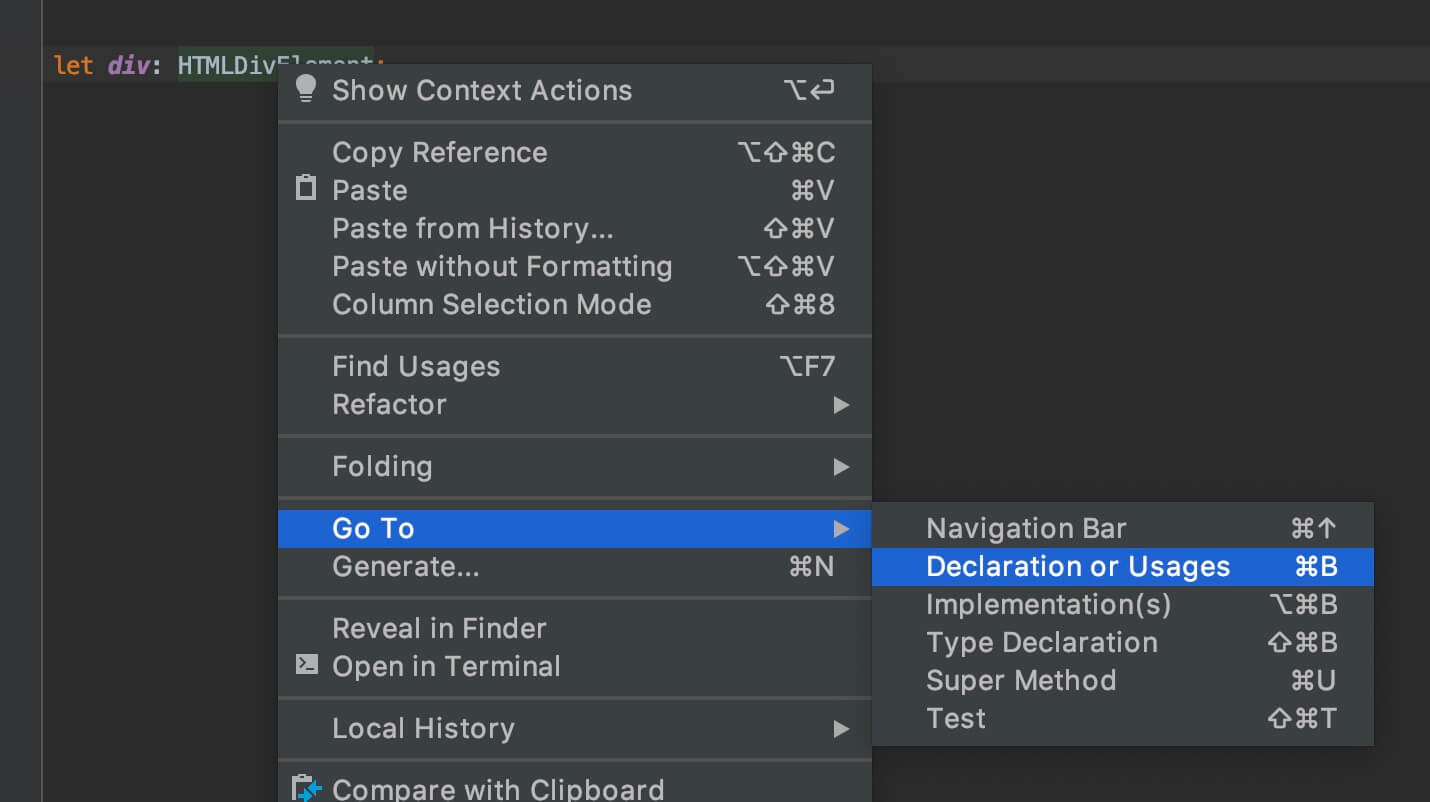 let div: HTMLDivElement;
Show Context Actions ⌥⏎
Copy Reference ⌥⇧⌘C
Paste ⌘V
Paste from History... ⇧⌘V
Paste without Formatting ⌥⇧⌘V
Column Selection Mode ⇧⌘8
Find Usages ⌥F7
Refactor ▶
Folding ▶
Go To ▶
Generate... ⌘N
Reveal in Finder
Open in Terminal
Local History ▶
Compare with Clipboard
Navigation Bar ⌘↑
Declaration or Usages ⌘B
Implementation(s) ⌥⌘B
Type Declaration ⇧⌘B
Super Method ⌘U
Test ⇧⌘T